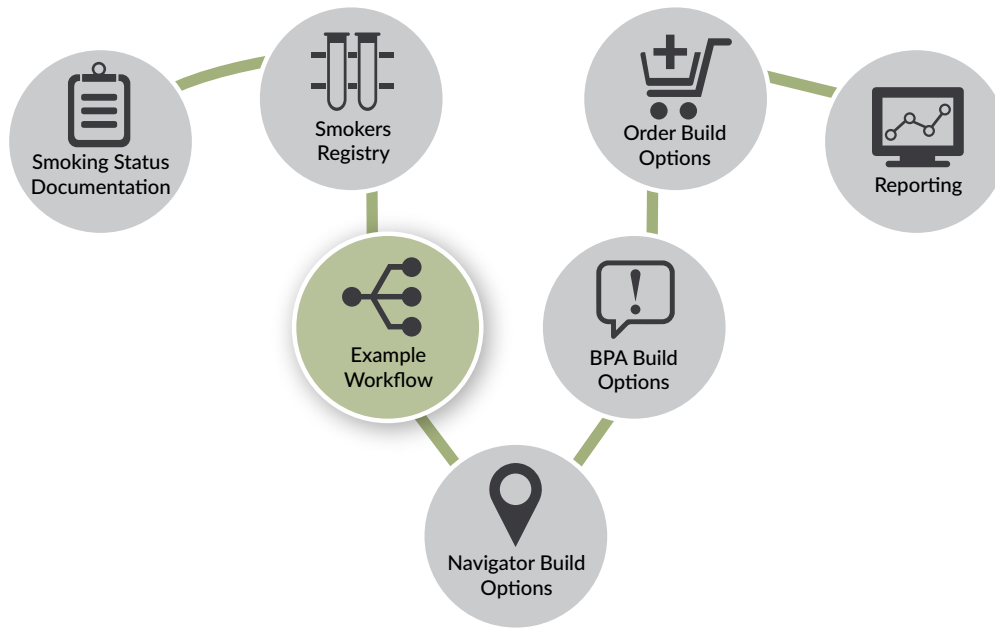 Smoking Status
Documentation
Smokers
Registry
Example
Workflow
Navigator Build
Options
BPA Build
Options
Order Build
Options
Reporting